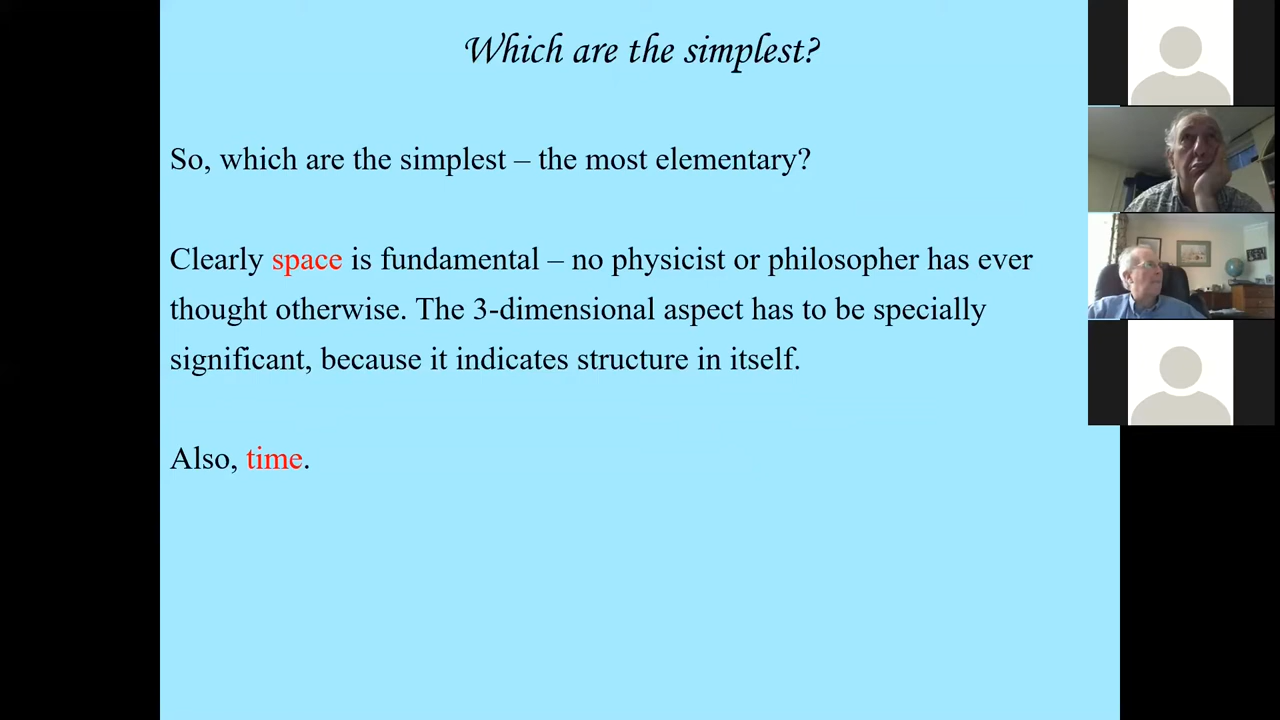 Which are the simplest?
So, which are the simplest – the most elementary?
Clearly space is fundamental – no physicist or philosopher has ever
thought otherwise. The 3-dimensional aspect has to be specially
significant, because it indicates structure in itself.
Also, time.